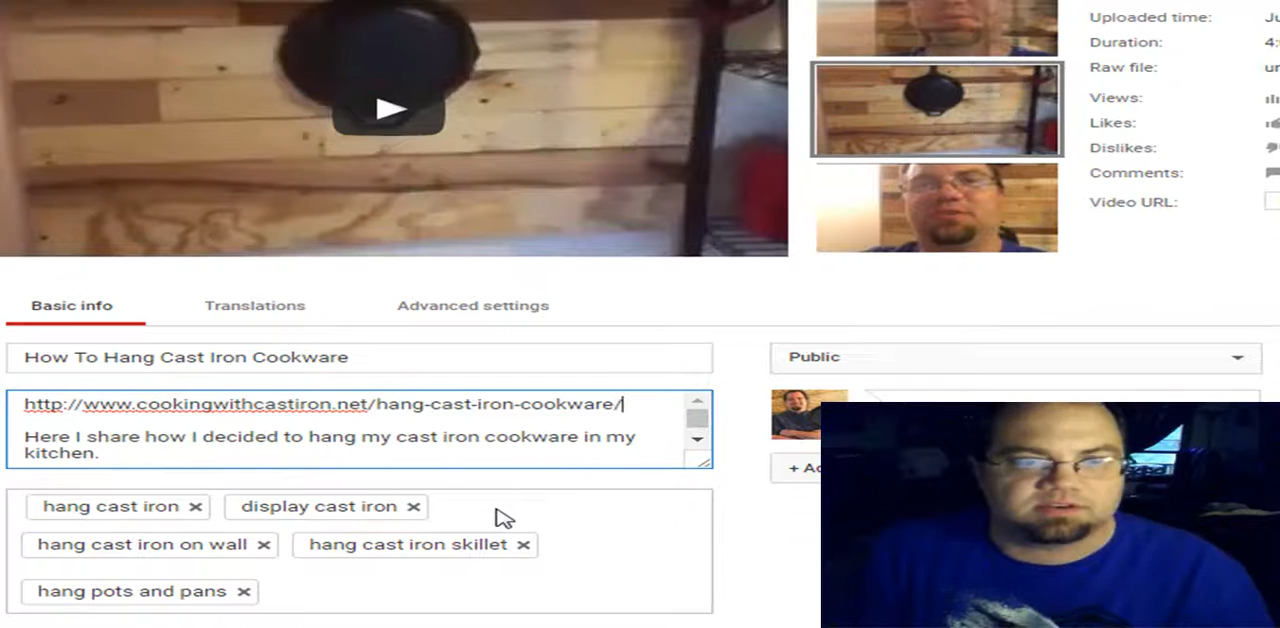 Uploaded time:
Duration:
Raw file:
Views:
Likes:
Dislikes:
Comments:
Video URL:
Basic info Translations Advanced settings
How To Hang Cast Iron Cookware
Public
http://www.cookingwithcastiron.net/hang-cast-iron-cookware/
Here I share how I decided to hang my cast iron cookware in my
kitchen.
hang cast iron × display cast iron ×
hang cast iron on wall × hang cast iron skillet ×
hang pots and pans ×